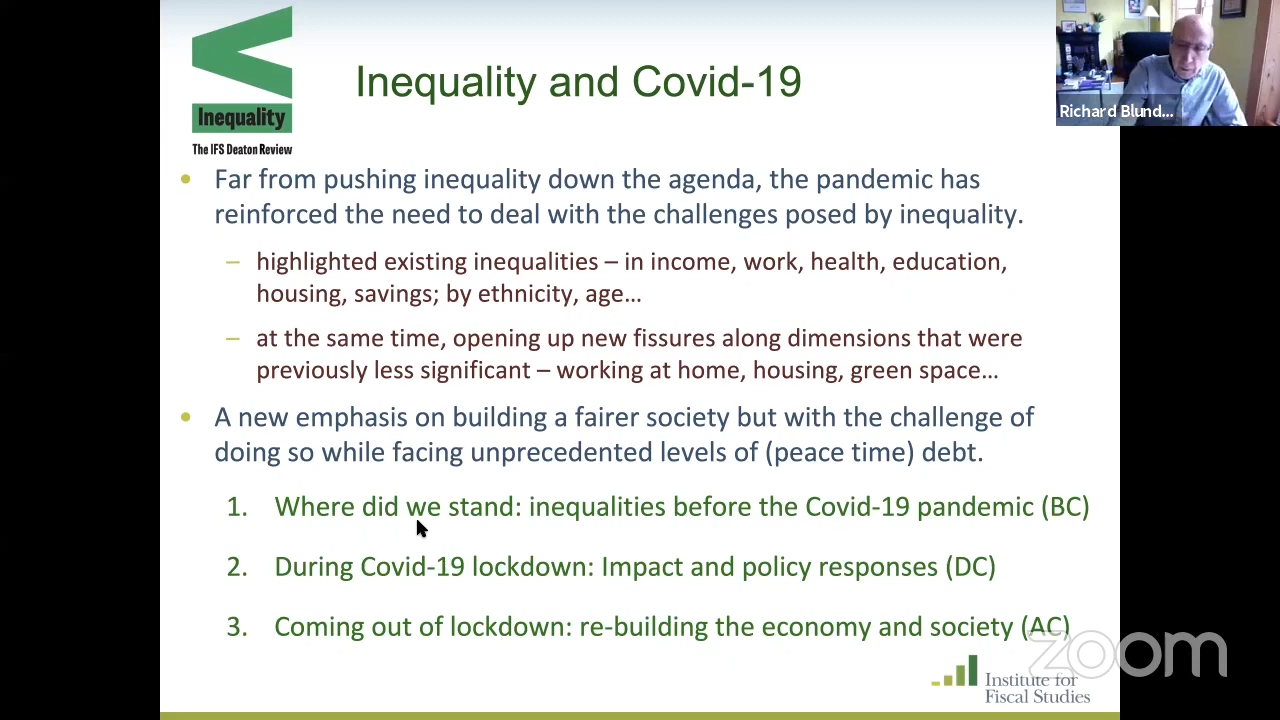 Inequality
The IFS Deaton Review
Inequality and Covid-19
Richard Blund...
• Far from pushing inequality down the agenda, the pandemic has
reinforced the need to deal with the challenges posed by inequality.
– highlighted existing inequalities – in income, work, health, education,
housing, savings; by ethnicity, age…
– at the same time, opening up new fissures along dimensions that were
previously less significant – working at home, housing, green space…
• A new emphasis on building a fairer society but with the challenge of
doing so while facing unprecedented levels of (peace time) debt.
1. Where did we stand: inequalities before the Covid-19 pandemic (BC)
2. During Covid-19 lockdown: Impact and policy responses (DC)
3. Coming out of lockdown: re-building the economy and society (AC)
zoom
Institute for
Fiscal Studies